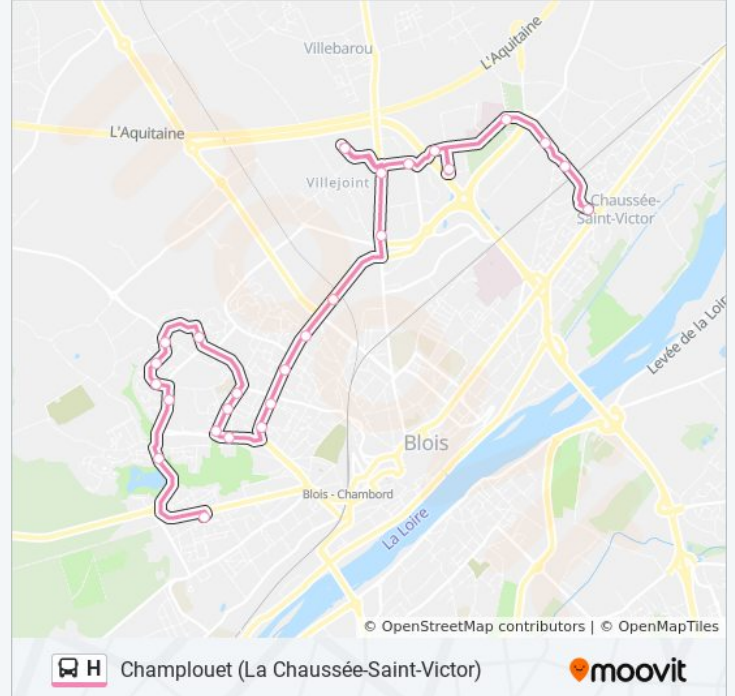 Villebarou
L'Aquitaine
L'Aquitaine
Villejoint
Chaussée-
Saint-Victor
Levée de la Loir
Blois
Blois - Chambord
La Loire
© OpenStreetMap contributors | © OpenMapTiles
H Champlouet (La Chaussée-Saint-Victor)
moovit